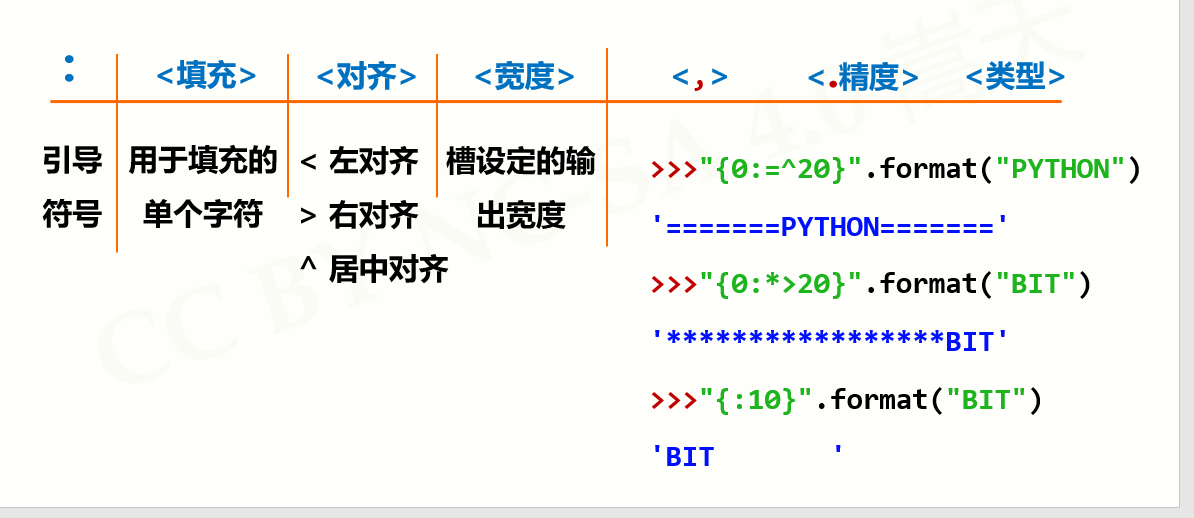 : <填充> <对齐> <宽度> <,> <.精度> <类型>
引导符号
用于填充的
单个字符
< 左对齐
> 右对齐
^ 居中对齐
槽设定的输
出宽度
>>>"{0:=^20}".format("PYTHON")
'=======PYTHON======='
>>>"{0:*>20}".format("BIT")
'*****************BIT'
>>>"{:10}".format("BIT")
'BIT       '
CC BY-NC-SA 4.0 嵩天